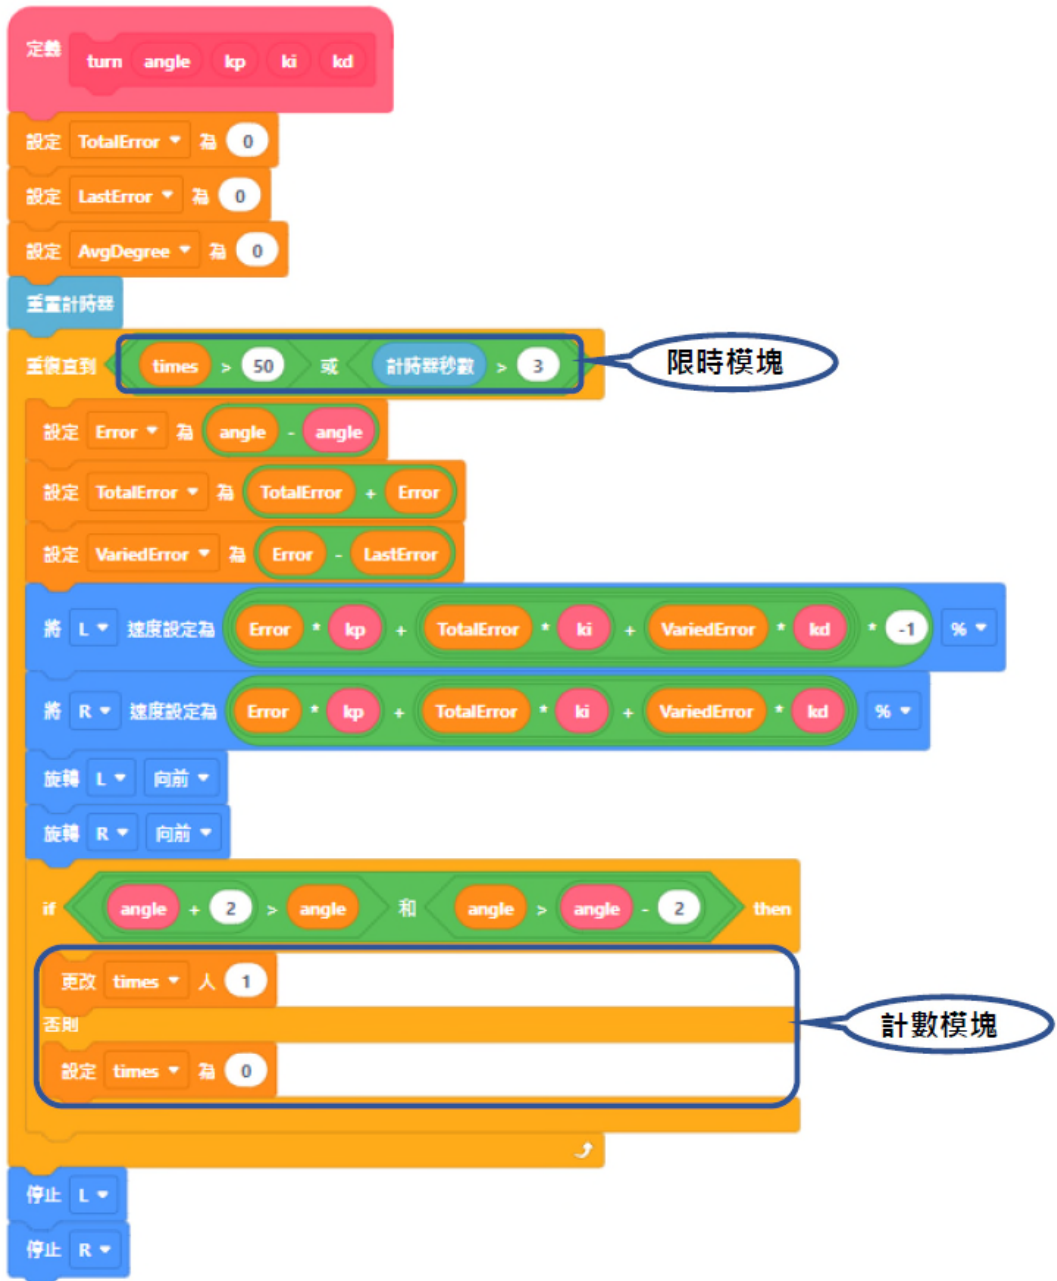 定義 turn angle kp ki kd
設定 TotalError 為 0
設定 LastError 為 0
設定 AvgDegree 為 0
重置計時器
重復直到 times > 50 或 計時器秒數 > 3
限時模塊
設定 Error 為 angle - angle
設定 TotalError 為 TotalError + Error
設定 VariedError 為 Error - LastError
將 L 速度設定為 Error * kp + TotalError * ki + VariedError * kd * -1 %
將 R 速度設定為 Error * kp + TotalError * ki + VariedError * kd %
旋轉 L 向前
旋轉 R 向前
if angle + 2 > angle 和 angle > angle - 2 then
更改 times 人 1
否則
計數模塊
設定 times 為 0
停止 L
停止 R